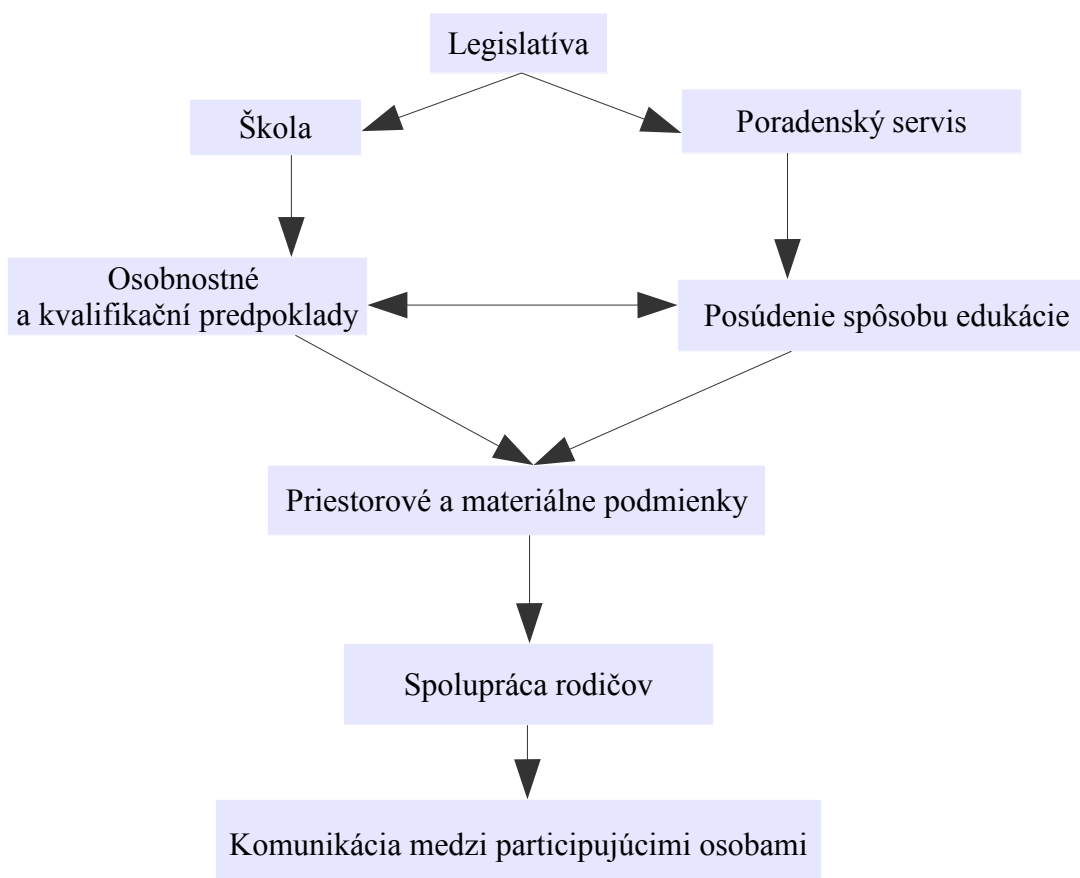 Legislatíva
Škola
Poradenský servis
Osobnostné
a kvalifikační predpoklady
Posúdenie spôsobu edukácie
Priestorové a materiálne podmienky
Spolupráca rodičov
Komunikácia medzi participujúcimi osobami